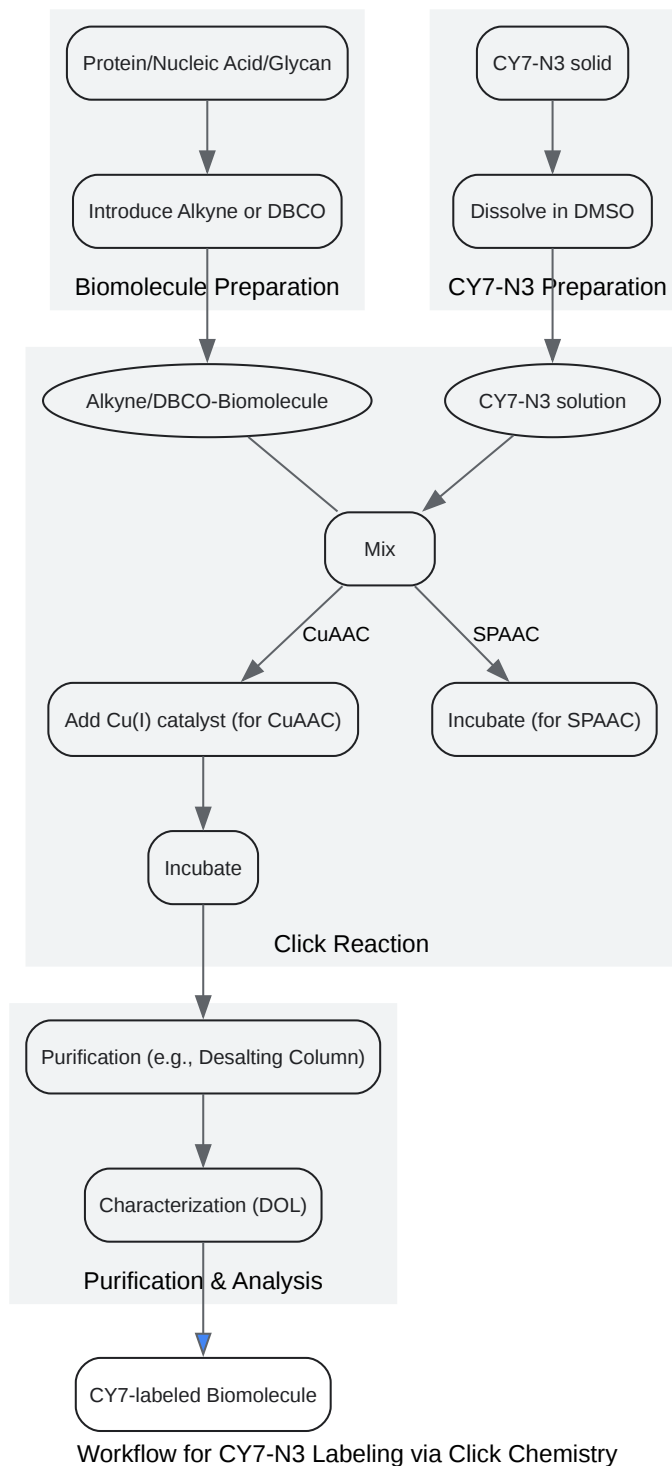 Protein/Nucleic Acid/Glycan
CY7-N3 solid
Introduce Alkyne or DBCO
Dissolve in DMSO
Biomolecule Preparation
CY7-N3 Preparation
Alkyne/DBCO-Biomolecule
CY7-N3 solution
Mix
CuAAC
SPAAC
Add Cu(I) catalyst (for CuAAC)
Incubate (for SPAAC)
Incubate
Click Reaction
Purification (e.g., Desalting Column)
Characterization (DOL)
Purification & Analysis
CY7-labeled Biomolecule
Workflow for CY7-N3 Labeling via Click Chemistry